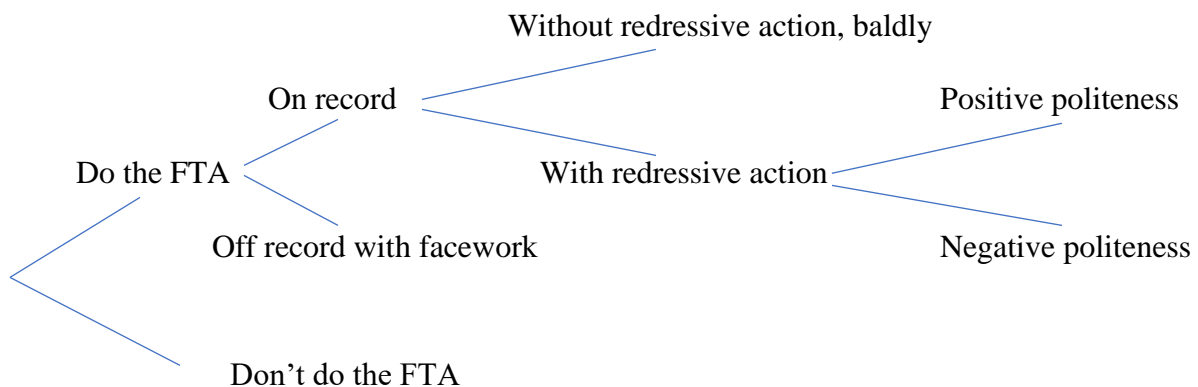 Without redressive action, baldly
On record
Positive politeness
Do the FTA
With redressive action
Off record with facework
Negative politeness
Don’t do the FTA